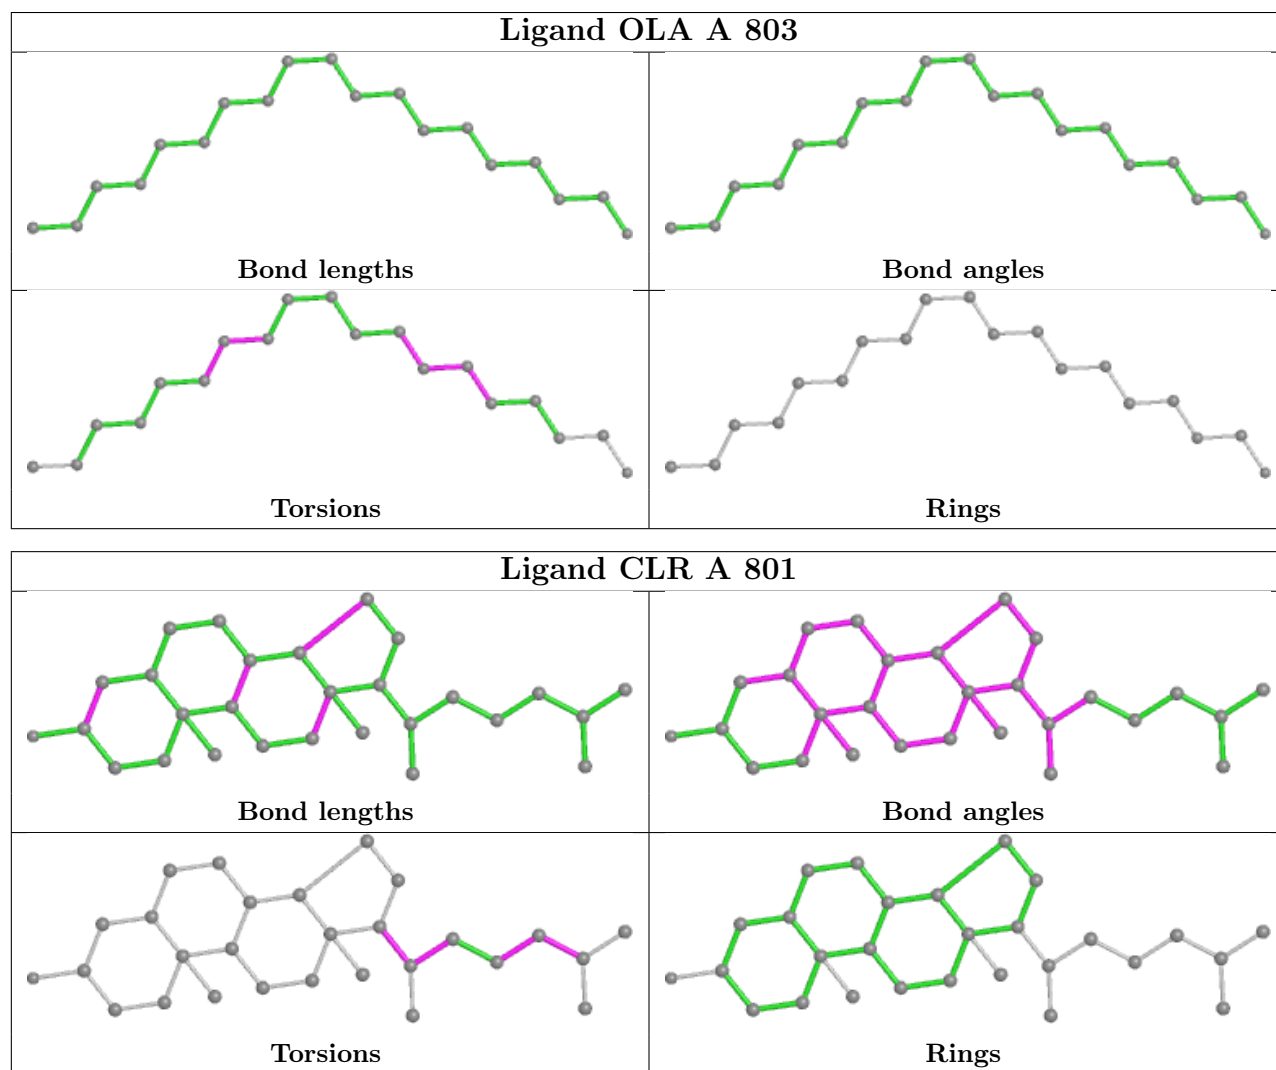 Ligand OLA A 803
Bond lengths
Bond angles
Torsions
Rings
Ligand CLR A 801
Bond lengths
Bond angles
Torsions
Rings